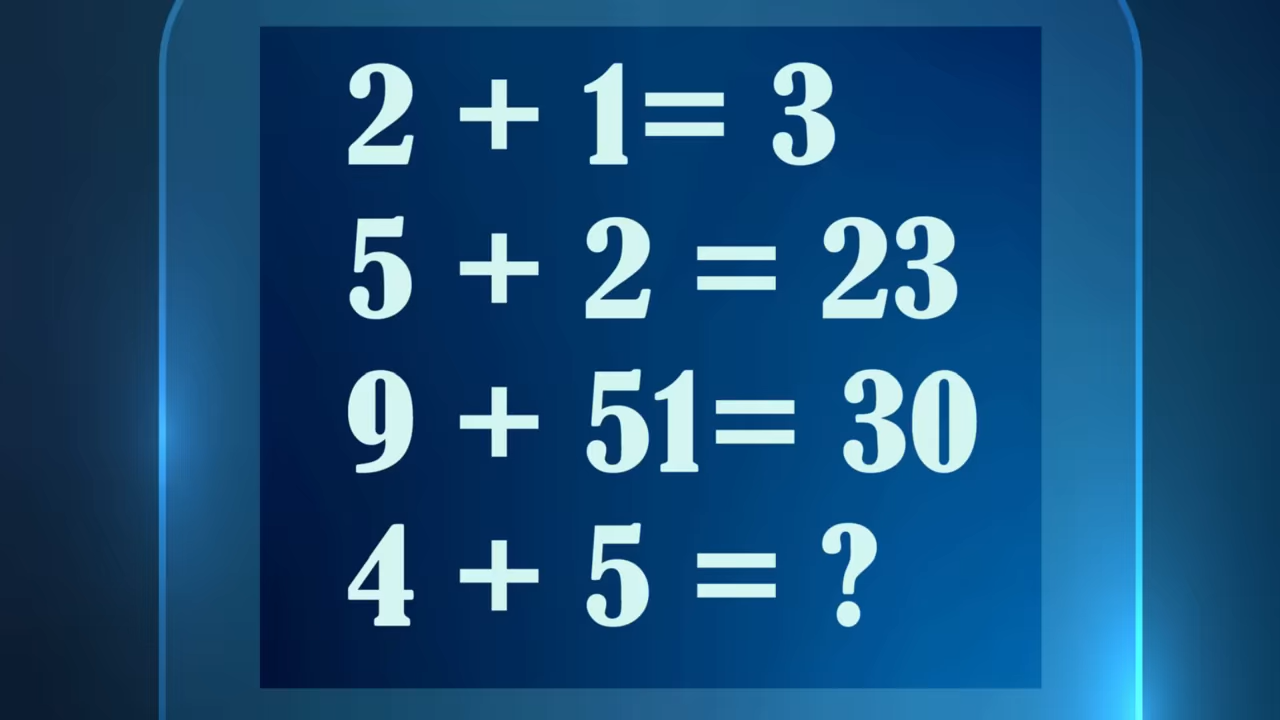 2 + 1= 3
5 + 2 = 23
9 + 51= 30
4 + 5 = ?